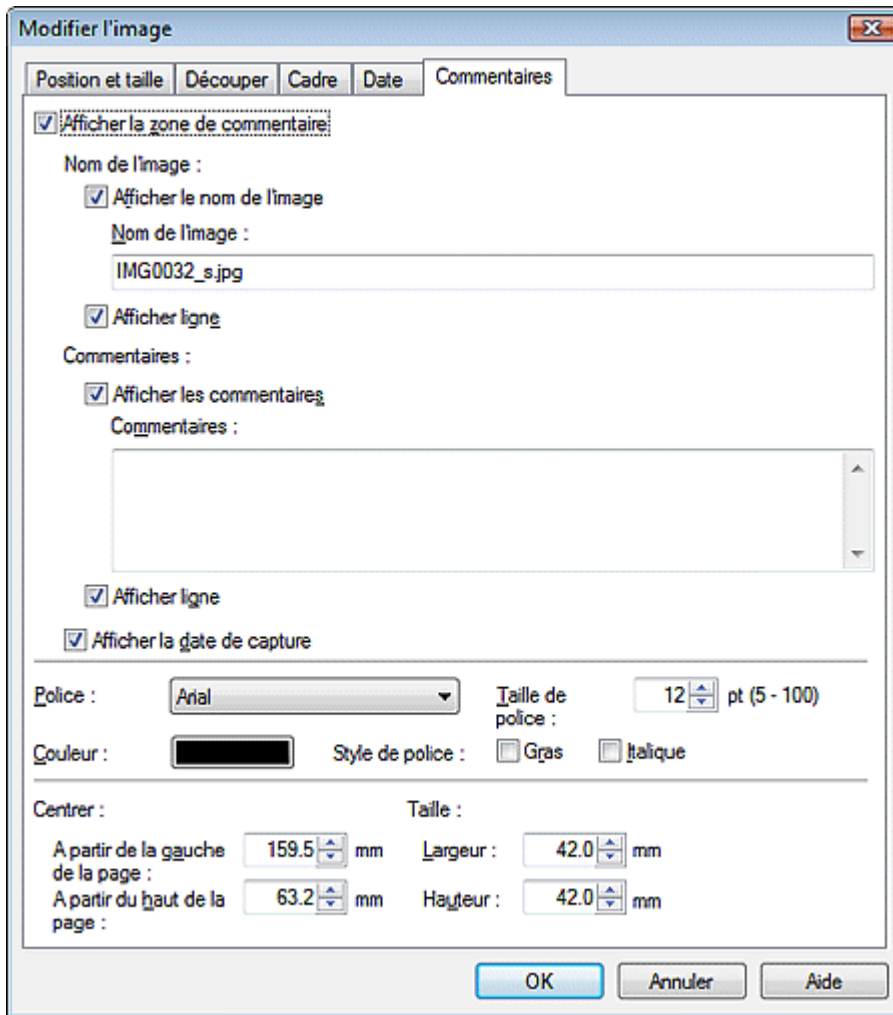 Modifier l'image
Position et taille Découper Cadre Date Commentaires
Afficher la zone de commentaire
Nom de l'image :
Afficher le nom de l'image
Nom de l'image :
IMG0032_s.jpg
Afficher ligne
Commentaires :
Afficher les commentaires
Commentaires :
Afficher ligne
Afficher la date de capture
Police : Arial Taille de police : 12 pt (5 - 100)
Couleur : Style de police : Gras Italique
Centrer : Taille :
A partir de la gauche de la page : 159.5 mm Largeur : 42.0 mm
A partir du haut de la page : 63.2 mm Hauteur : 42.0 mm
OK Annuler Aide